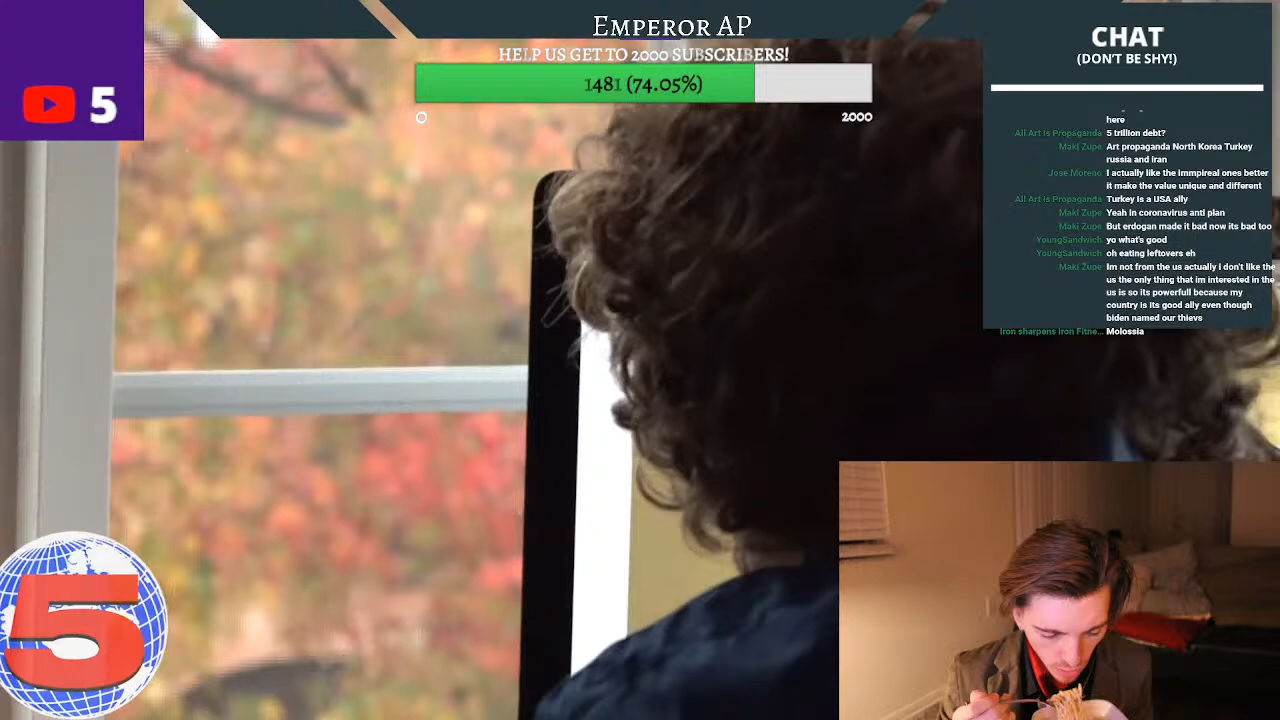 EMPEROR AP
HELP US GET TO 2000 SUBSCRIBERS!
1481 (74.05%)
0
2000
5
CHAT
(DON'T BE SHY!)
here
All Art Is Propaganda 5 trillion debt?
Maki Zupe Art propaganda North Korea Turkey
russia and iran
Jose Moreno I actually like the immpireal ones better
it make the value unique and different
All Art Is Propaganda Turkey is a USA ally
Maki Zupe Yeah in coronavirus anti plan
Maki Zupe But erdogan made it bad now its bad too
YoungSandwich yo what's good
YoungSandwich oh eating leftovers eh
Maki Zupe Im not from the us actually i don't like the
us the only thing that im interested in the
us is so its powerfull because my
country is its good ally even though
biden named our thievs
Iron sharpens Iron Fitne... Molossia
5